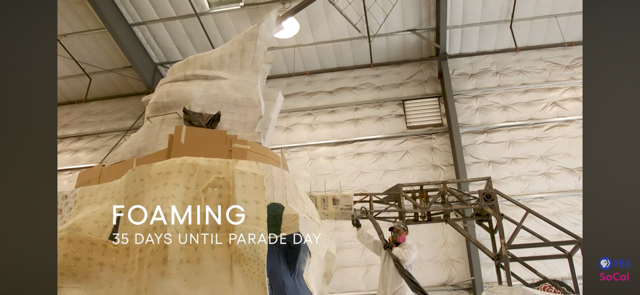 FOAMING
35 DAYS UNTIL PARADE DAY
PBS
SoCal